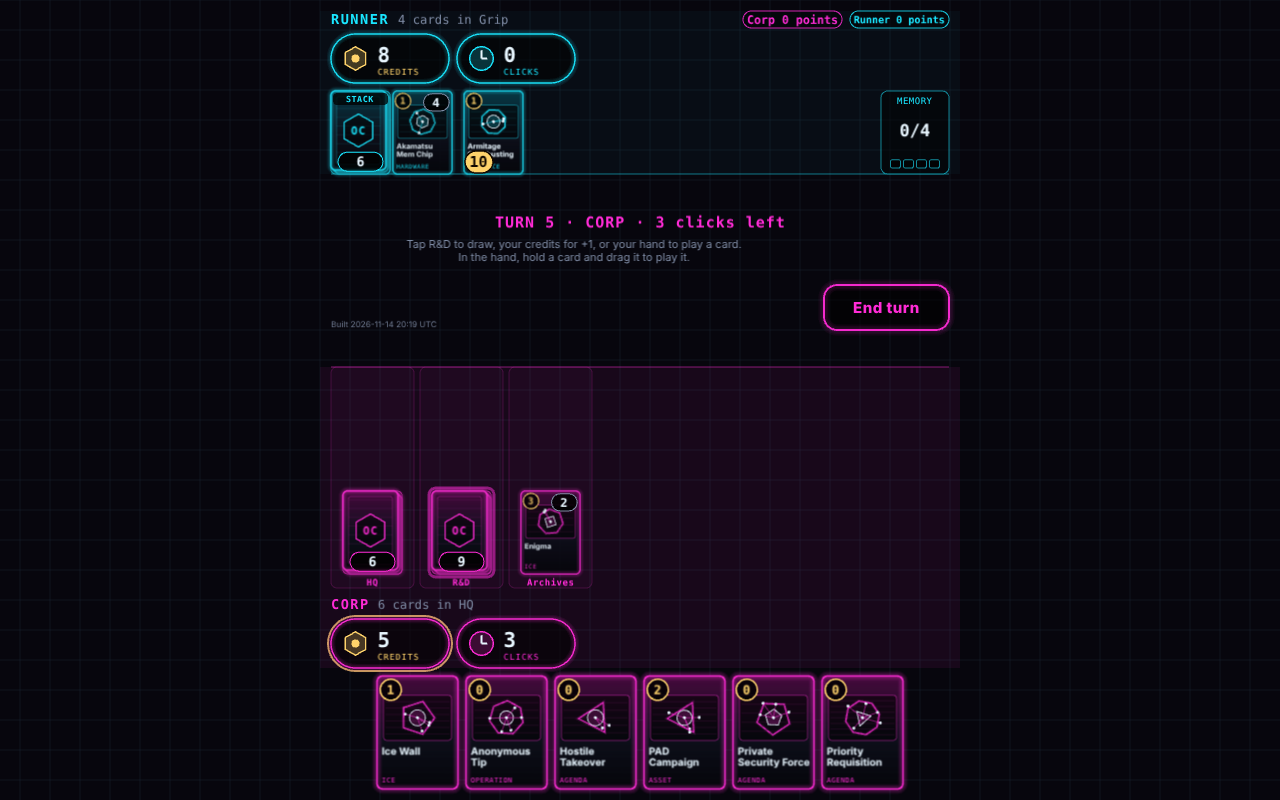 RUNNER 4 cards in Grip
Corp 0 points
Runner 0 points
8
CREDITS
0
CLICKS
STACK
OC
6
1
4
Akamatsu
Mem Chip
HARDWARE
1
Armitage
10
MEMORY
0/4
TURN 5 · CORP · 3 clicks left
Tap R&D to draw, your credits for +1, or your hand to play a card.
In the hand, hold a card and drag it to play it.
End turn
Built 2026-11-14 20:19 UTC
OC
6
HQ
OC
9
R&D
3
2
Enigma
ICE
Archives
CORP 6 cards in HQ
5
CREDITS
3
CLICKS
1
Ice Wall
ICE
0
Anonymous
Tip
OPERATION
0
Hostile
Takeover
AGENDA
2
PAD
Campaign
ASSET
0
Private
Security Force
AGENDA
0
Priority
Requisition
AGENDA